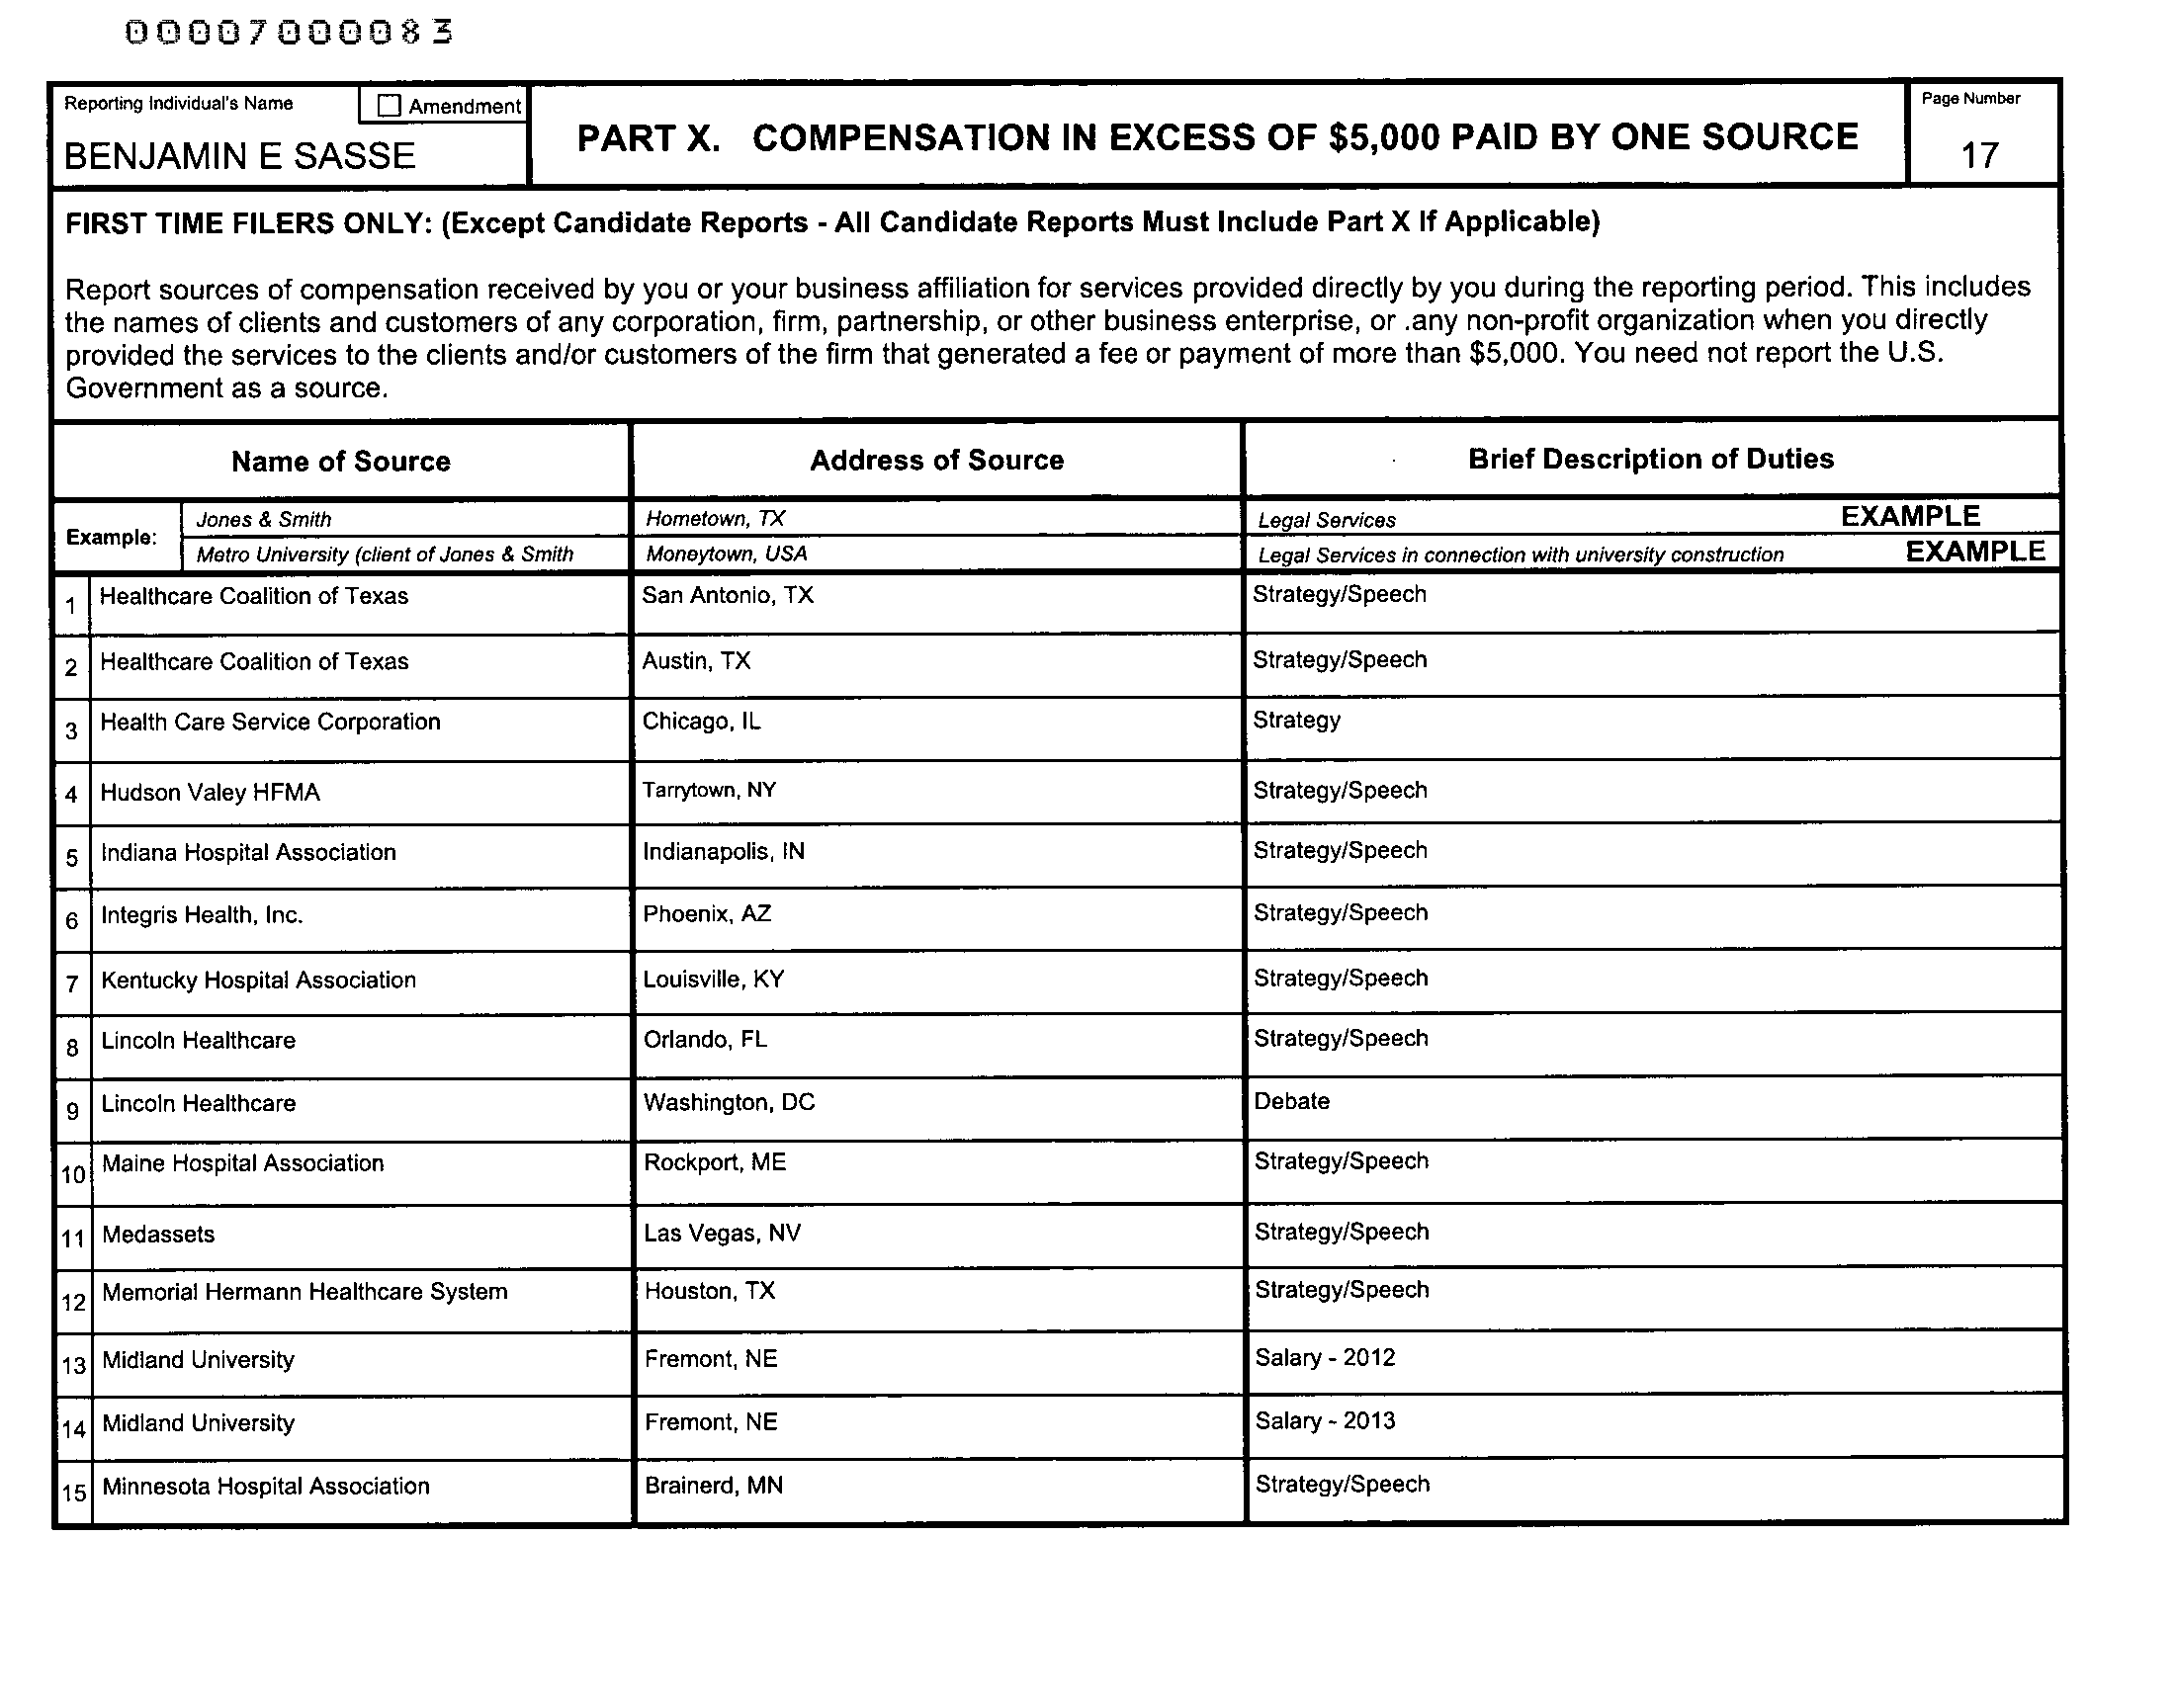 00007000083
Reporting Individual's Name
Amendment
BENJAMIN E SASSE
PART X. COMPENSATION IN EXCESS OF $5,000 PAID BY ONE SOURCE
Page Number
17
FIRST TIME FILERS ONLY: (Except Candidate Reports - All Candidate Reports Must Include Part X If Applicable)
Report sources of compensation received by you or your business affiliation for services provided directly by you during the reporting period. This includes
the names of clients and customers of any corporation, firm, partnership, or other business enterprise, or .any non-profit organization when you directly
provided the services to the clients and/or customers of the firm that generated a fee or payment of more than $5,000. You need not report the U.S.
Government as a source.
Name of Source Address of Source Brief Description of Duties
Example:
Jones & Smith Hometown, TX Legal Services EXAMPLE
Metro University (client of Jones & Smith Moneytown, USA Legal Services in connection with university construction EXAMPLE
1 Healthcare Coalition of Texas San Antonio, TX Strategy/Speech
2 Healthcare Coalition of Texas Austin, TX Strategy/Speech
3 Health Care Service Corporation Chicago, IL Strategy
4 Hudson Valey HFMA Tarrytown, NY Strategy/Speech
5 Indiana Hospital Association Indianapolis, IN Strategy/Speech
6 Integris Health, Inc. Phoenix, AZ Strategy/Speech
7 Kentucky Hospital Association Louisville, KY Strategy/Speech
8 Lincoln Healthcare Orlando, FL Strategy/Speech
9 Lincoln Healthcare Washington, DC Debate
10 Maine Hospital Association Rockport, ME Strategy/Speech
11 Medassets Las Vegas, NV Strategy/Speech
12 Memorial Hermann Healthcare System Houston, TX Strategy/Speech
13 Midland University Fremont, NE Salary - 2012
14 Midland University Fremont, NE Salary - 2013
15 Minnesota Hospital Association Brainerd, MN Strategy/Speech